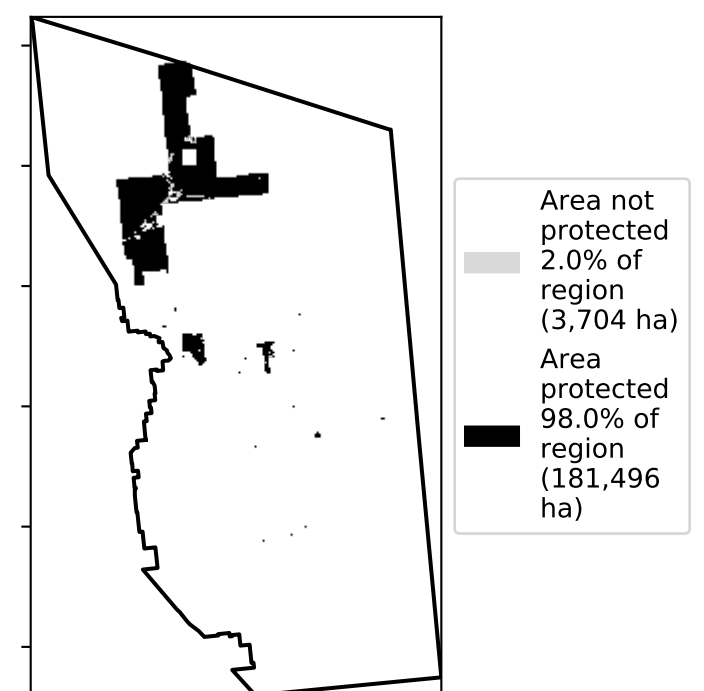 Area not
protected
2.0% of
region
(3,704 ha)
Area
protected
98.0% of
region
(181,496
ha)